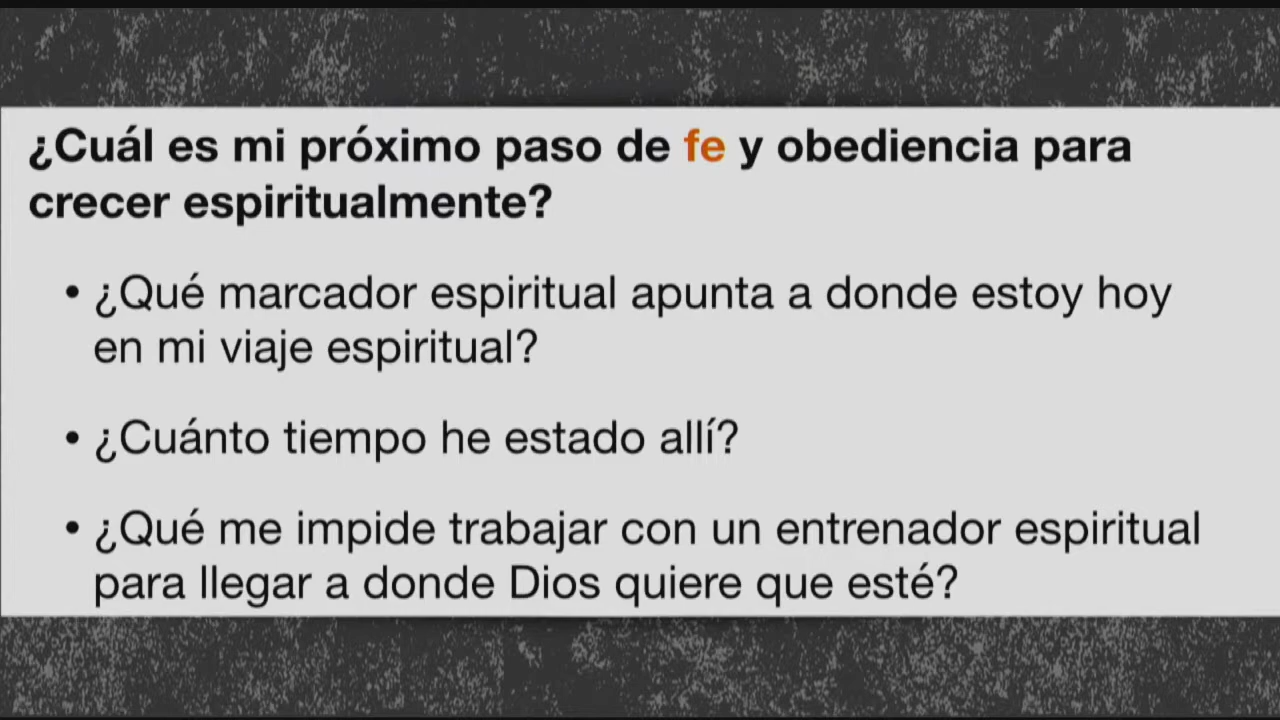 ¿Cuál es mi próximo paso de fe y obediencia para
crecer espiritualmente?
• ¿Qué marcador espiritual apunta a donde estoy hoy
en mi viaje espiritual?
• ¿Cuánto tiempo he estado allí?
• ¿Qué me impide trabajar con un entrenador espiritual
para llegar a donde Dios quiere que esté?